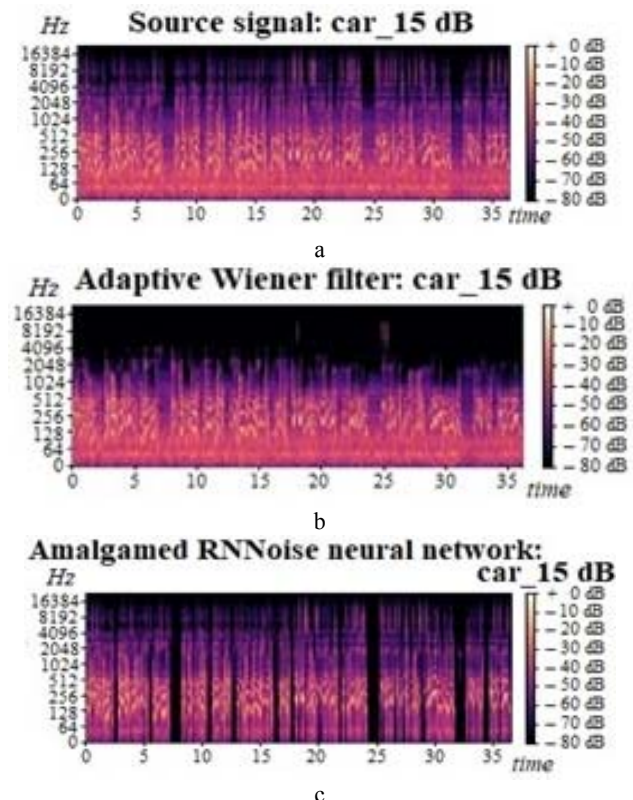 Hz Source signal: car_15 dB
16384
8192
4096
2048
1024
512
256
128
64
0
0 5 10 15 20 25 30 35 time
+ 0 dB
− 10 dB
− 20 dB
− 30 dB
− 40 dB
− 50 dB
− 60 dB
− 70 dB
− 80 dB
a
Hz Adaptive Wiener filter: car_15 dB
16384
8192
4096
2048
1024
512
256
128
64
0
0 5 10 15 20 25 30 35 time
+ 0 dB
− 10 dB
− 20 dB
− 30 dB
− 40 dB
− 50 dB
− 60 dB
− 70 dB
− 80 dB
b
Amalgamed RNNoise neural network:
Hz car_15 dB
16384
8192
4096
2048
1024
512
256
128
64
0
0 5 10 15 20 25 30 35 time
+ 0 dB
− 10 dB
− 20 dB
− 30 dB
− 40 dB
− 50 dB
− 60 dB
− 70 dB
− 80 dB
c